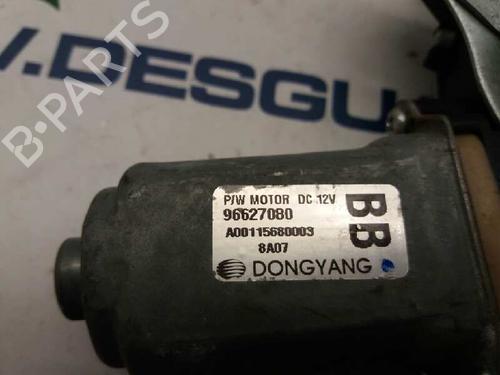 V.DESGU
B-PARTS
P/W MOTOR DC 12V
96627080
A00115680003
8A07
DONGYANG
BB